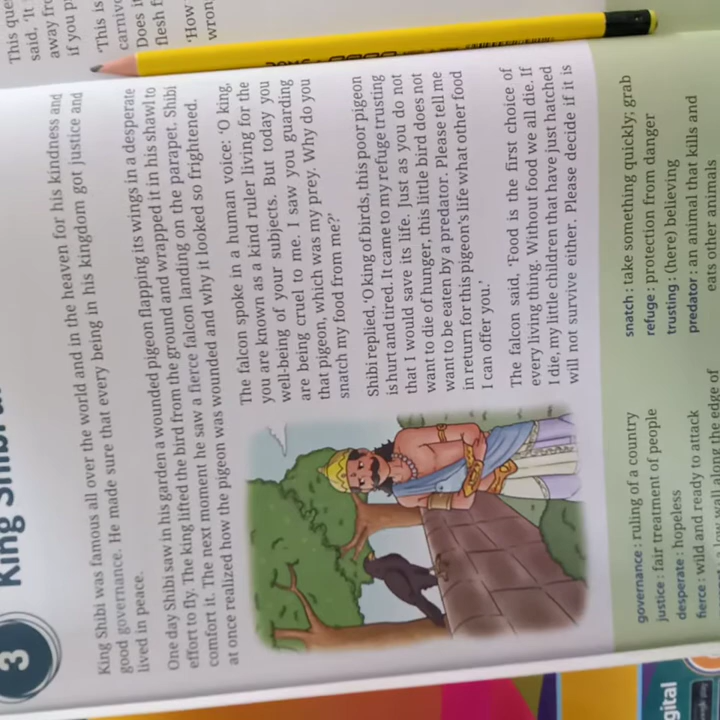 This que
said, 'It
away fro
if you p
'This is
carnivo
Does it
flesh f
'How
wrong
3
King
King Shibi was famous all over the world and in the heaven for his kindness and
good governance. He made sure that every being in his kingdom got justice and
lived in peace.
One day Shibi saw in his garden a wounded pigeon flapping its wings in a desperate
effort to fly. The king lifted the bird from the ground and wrapped it in his shawl to
comfort it. The next moment he saw a fierce falcon landing on the parapet. Shibi
at once realized how the pigeon was wounded and why it looked so frightened.
The falcon spoke in a human voice: 'O king,
you are known as a kind ruler living for the
well-being of your subjects. But today you
are being cruel to me. I saw you guarding
that pigeon, which was my prey. Why do you
snatch my food from me?'
Shibi replied, 'O king of birds, this poor pigeon
is hurt and tired. It came to my refuge trusting
that I would save its life. Just as you do not
want to die of hunger, this little bird does not
want to be eaten by a predator. Please tell me
in return for this pigeon's life what other food
I can offer you.'
The falcon said, 'Food is the first choice of
every living thing. Without food we all die. If
I die, my little children that have just hatched
will not survive either. Please decide if it is
governance : ruling of a country
justice : fair treatment of people
desperate : hopeless
fierce : wild and ready to attack
a low wall along the edge of
snatch : take something quickly; grab
refuge : protection from danger
trusting : (here) believing
predator : an animal that kills and
eats other animals
gital